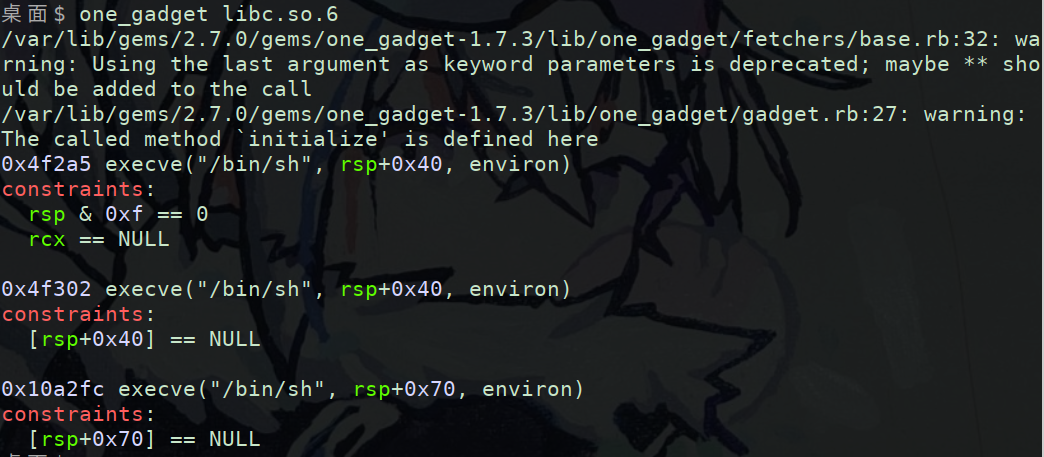 桌面$ one_gadget libc.so.6
/var/lib/gems/2.7.0/gems/one_gadget-1.7.3/lib/one_gadget/fetchers/base.rb:32: wa
rning: Using the last argument as keyword parameters is deprecated; maybe ** sho
uld be added to the call
/var/lib/gems/2.7.0/gems/one_gadget-1.7.3/lib/one_gadget/gadget.rb:27: warning:
The called method `initialize' is defined here
0x4f2a5 execve("/bin/sh", rsp+0x40, environ)
constraints:
  rsp & 0xf == 0
  rcx == NULL

0x4f302 execve("/bin/sh", rsp+0x40, environ)
constraints:
  [rsp+0x40] == NULL

0x10a2fc execve("/bin/sh", rsp+0x70, environ)
constraints:
  [rsp+0x70] == NULL